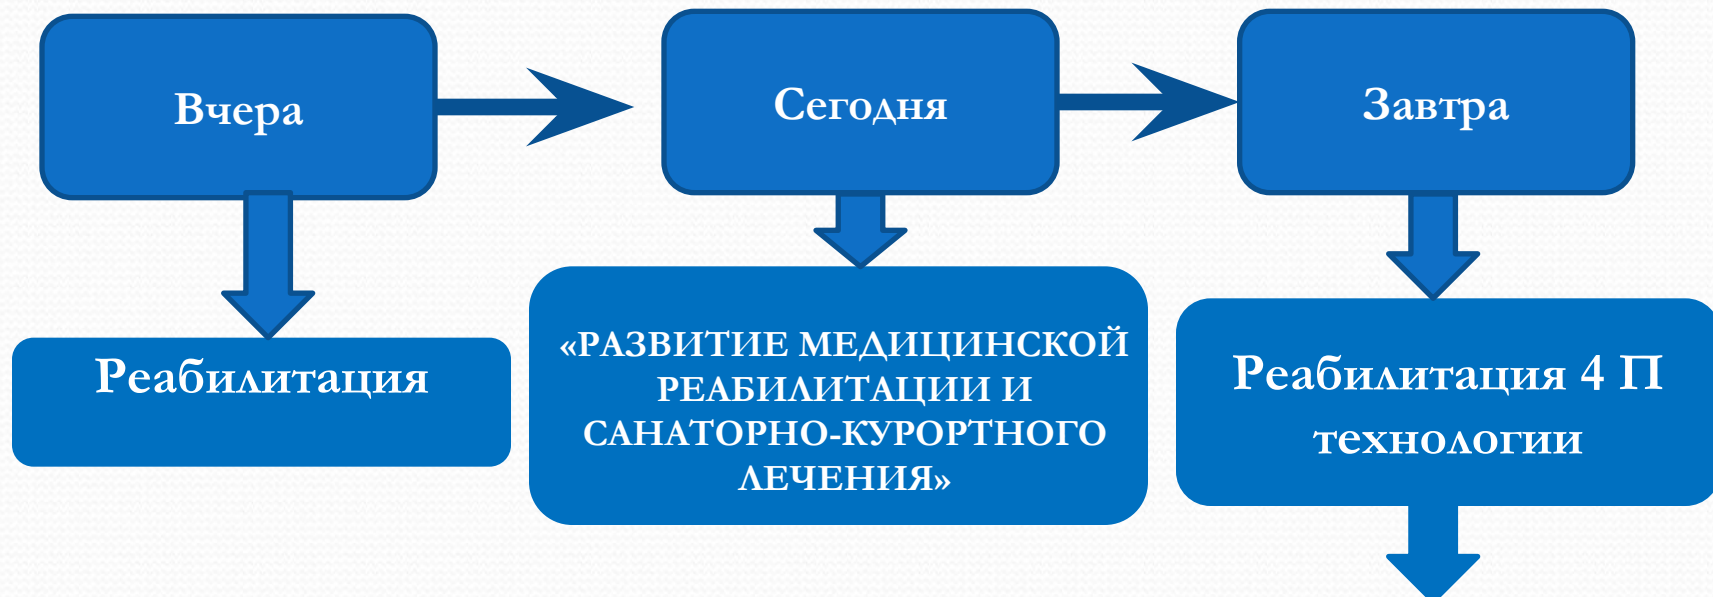 Вчера
Сегодня
Завтра
Реабилитация
«РАЗВИТИЕ МЕДИЦИНСКОЙ
РЕАБИЛИТАЦИИ И
САНАТОРНО-КУРОРТНОГО
ЛЕЧЕНИЯ»
Реабилитация 4 П
технологии